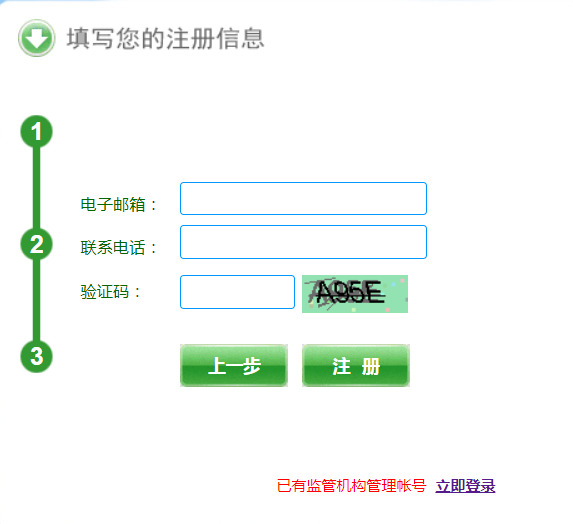 填写您的注册信息
1
电子邮箱：
2
联系电话：
验证码： A95E
3
上一步 注 册
已有监管机构管理帐号 立即登录